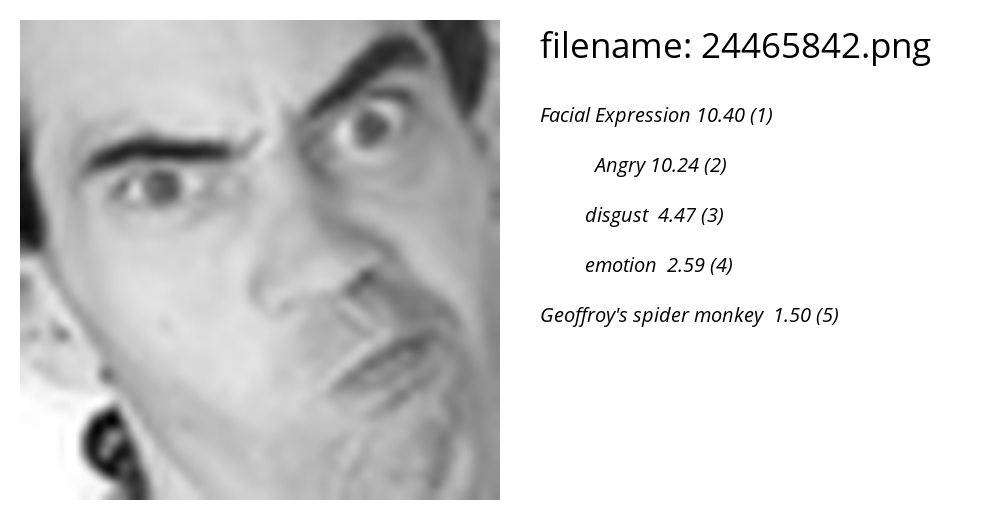 filename: 24465842.png
Facial Expression 10.40 (1)
Angry 10.24 (2)
disgust 4.47 (3)
emotion 2.59 (4)
Geoffroy's spider monkey 1.50 (5)